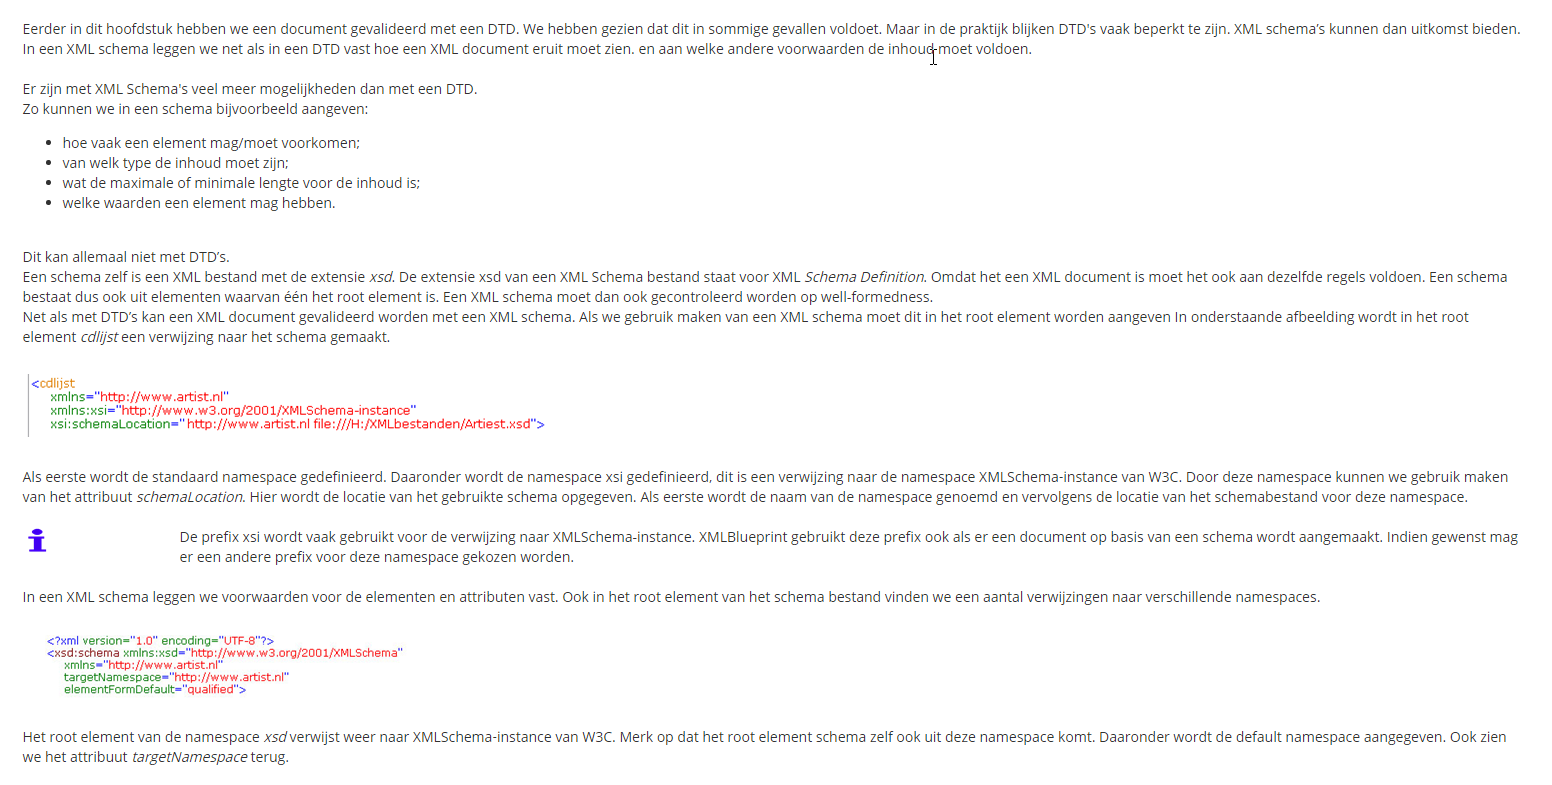 Eerder in dit hoofdstuk hebben we een document gevalideerd met een DTD. We hebben gezien dat dit in sommige gevallen voldoet. Maar in de praktijk blijken DTD's vaak beperkt te zijn. XML schema’s kunnen dan uitkomst bieden.
In een XML schema leggen we net als in een DTD vast hoe een XML document eruit moet zien. en aan welke andere voorwaarden de inhoud moet voldoen.
Er zijn met XML Schema's veel meer mogelijkheden dan met een DTD.
Zo kunnen we in een schema bijvoorbeeld aangeven:
• hoe vaak een element mag/moet voorkomen;
• van welk type de inhoud moet zijn;
• wat de maximale of minimale lengte voor de inhoud is;
• welke waarden een element mag hebben.
Dit kan allemaal niet met DTD’s.
Een schema zelf is een XML bestand met de extensie xsd. De extensie xsd van een XML Schema bestand staat voor XML Schema Definition. Omdat het een XML document is moet het ook aan dezelfde regels voldoen. Een schema
bestaat dus ook uit elementen waarvan één het root element is. Een XML schema moet dan ook gecontroleerd worden op well-formedness.
Net als met DTD’s kan een XML document gevalideerd worden met een XML schema. Als we gebruik maken van een XML schema moet dit in het root element worden aangeven In onderstaande afbeelding wordt in het root
element cdlijst een verwijzing naar het schema gemaakt.
<cdlijst
xmlns="http://www.artist.nl"
xmlns:xsi="http://www.w3.org/2001/XMLSchema-instance"
xsi:schemaLocation="http://www.artist.nl file:///H:/XMLbestanden/Artiest.xsd">
Als eerste wordt de standaard namespace gedefinieerd. Daaronder wordt de namespace xsi gedefinieerd, dit is een verwijzing naar de namespace XMLSchema-instance van W3C. Door deze namespace kunnen we gebruik maken
van het attribuut schemaLocation. Hier wordt de locatie van het gebruikte schema opgegeven. Als eerste wordt de naam van de namespace genoemd en vervolgens de locatie van het schemabestand voor deze namespace.
De prefix xsi wordt vaak gebruikt voor de verwijzing naar XMLSchema-instance. XMLBlueprint gebruikt deze prefix ook als er een document op basis van een schema wordt aangemaakt. Indien gewenst mag
er een andere prefix voor deze namespace gekozen worden.
In een XML schema leggen we voorwaarden voor de elementen en attributen vast. Ook in het root element van het schema bestand vinden we een aantal verwijzingen naar verschillende namespaces.
<?xml version="1.0" encoding="UTF-8"?>
<xsd:schema xmlns:xsd="http://www.w3.org/2001/XMLSchema"
xmlns="http://www.artist.nl"
targetNamespace="http://www.artist.nl"
elementFormDefault="qualified">
Het root element van de namespace xsd verwijst weer naar XMLSchema-instance van W3C. Merk op dat het root element schema zelf ook uit deze namespace komt. Daaronder wordt de default namespace aangegeven. Ook zien
we het attribuut targetNamespace terug.